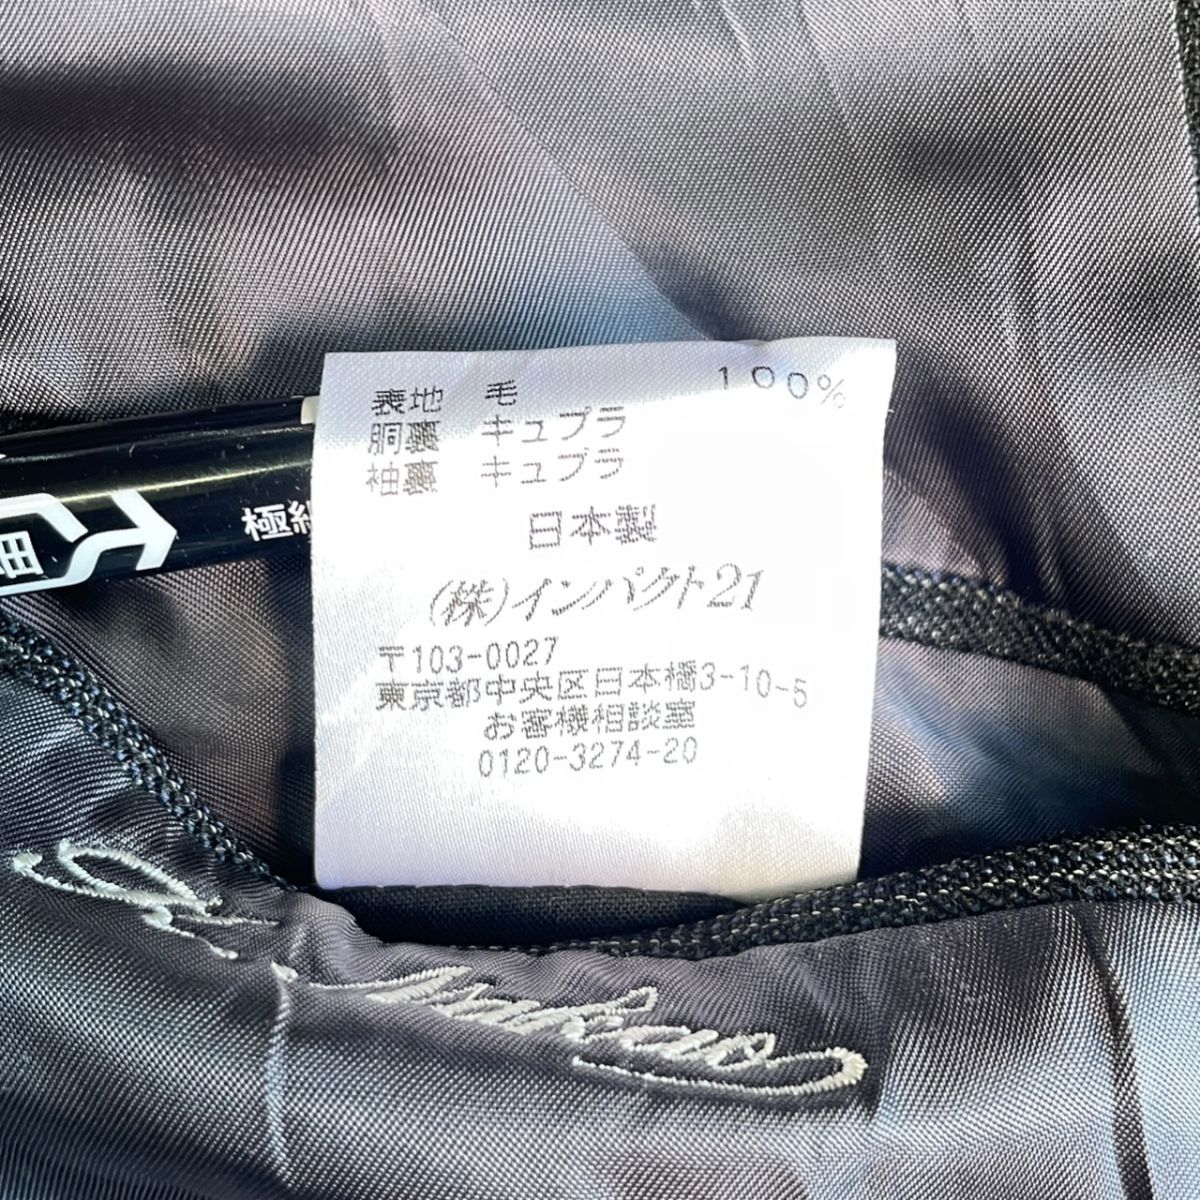 表地 毛 100%
胴裏 キュプラ
袖裏 キュプラ
日本製
(株)インパクト21
〒103-0027
東京都中央区日本橋3-10-5
お客様相談室
0120-3274-20
極細